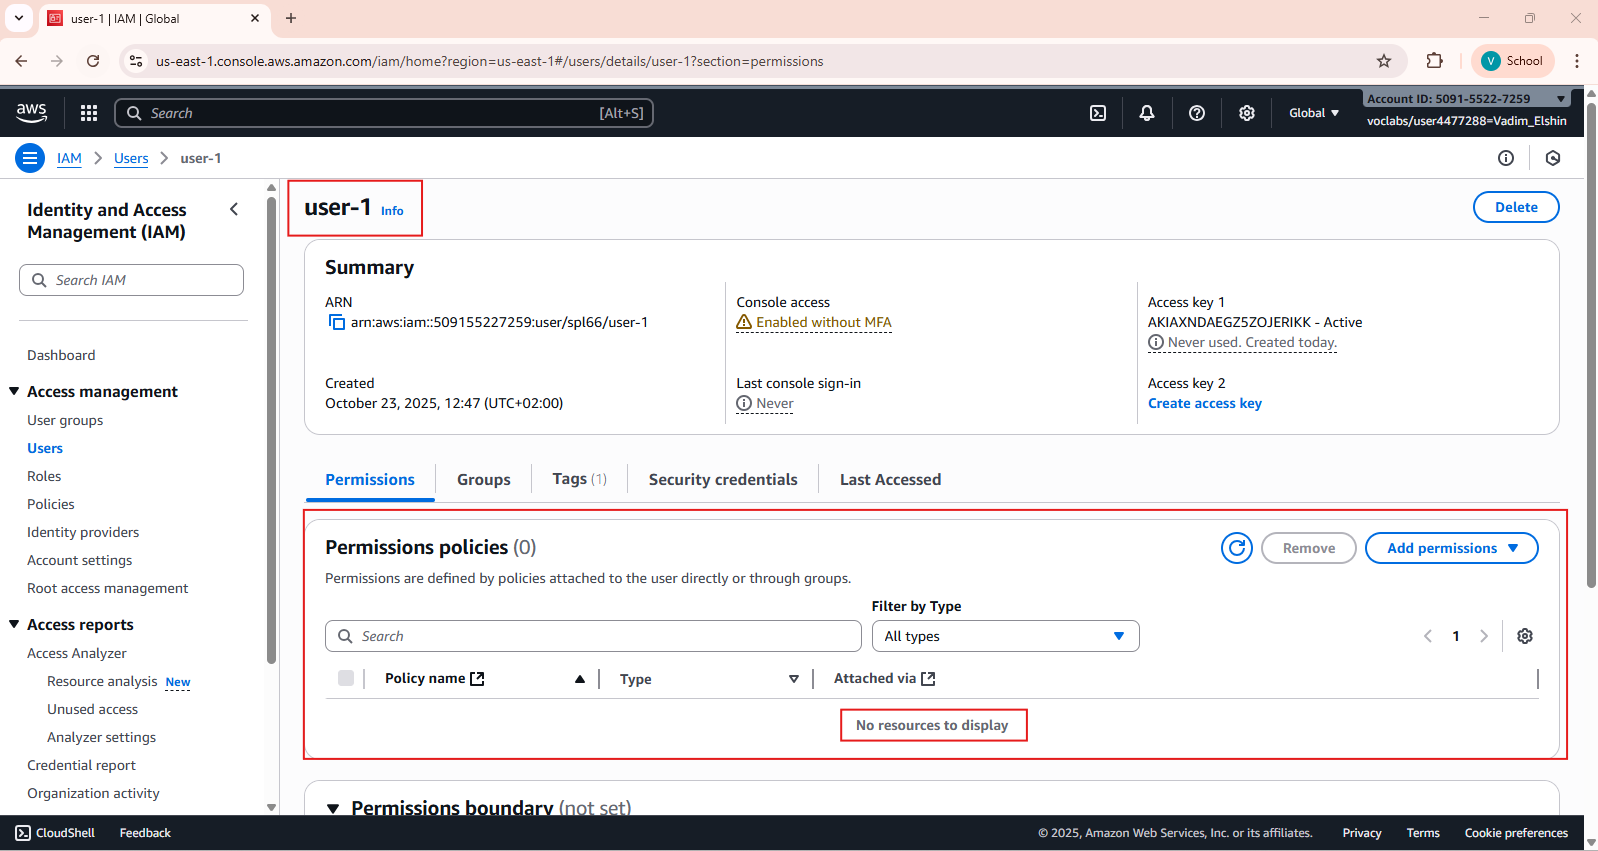 user-1 | IAM | Global
us-east-1.console.aws.amazon.com/iam/home?region=us-east-1#/users/details/user-1?section=permissions
V School
aws
Search [Alt+S]
Global
Account ID: 5091-5522-7259
voclabs/user4477288=Vadim_Elshin
IAM > Users > user-1
Identity and Access
Management (IAM)
Search IAM
Dashboard
Access management
User groups
Users
Roles
Policies
Identity providers
Account settings
Root access management
Access reports
Access Analyzer
Resource analysis New
Unused access
Analyzer settings
Credential report
Organization activity
user-1 Info
Delete
Summary
ARN
arn:aws:iam::509155227259:user/spl66/user-1
Console access
Enabled without MFA
Access key 1
AKIAXNDAEGZ5ZOJERIKK - Active
Never used. Created today.
Created
October 23, 2025, 12:47 (UTC+02:00)
Last console sign-in
Never
Access key 2
Create access key
Permissions
Groups
Tags (1)
Security credentials
Last Accessed
Permissions policies (0)
Remove
Add permissions
Permissions are defined by policies attached to the user directly or through groups.
Filter by Type
Search
All types
1
Policy name
Type
Attached via
No resources to display
Permissions boundary (not set)
CloudShell
Feedback
© 2025, Amazon Web Services, Inc. or its affiliates.
Privacy
Terms
Cookie preferences